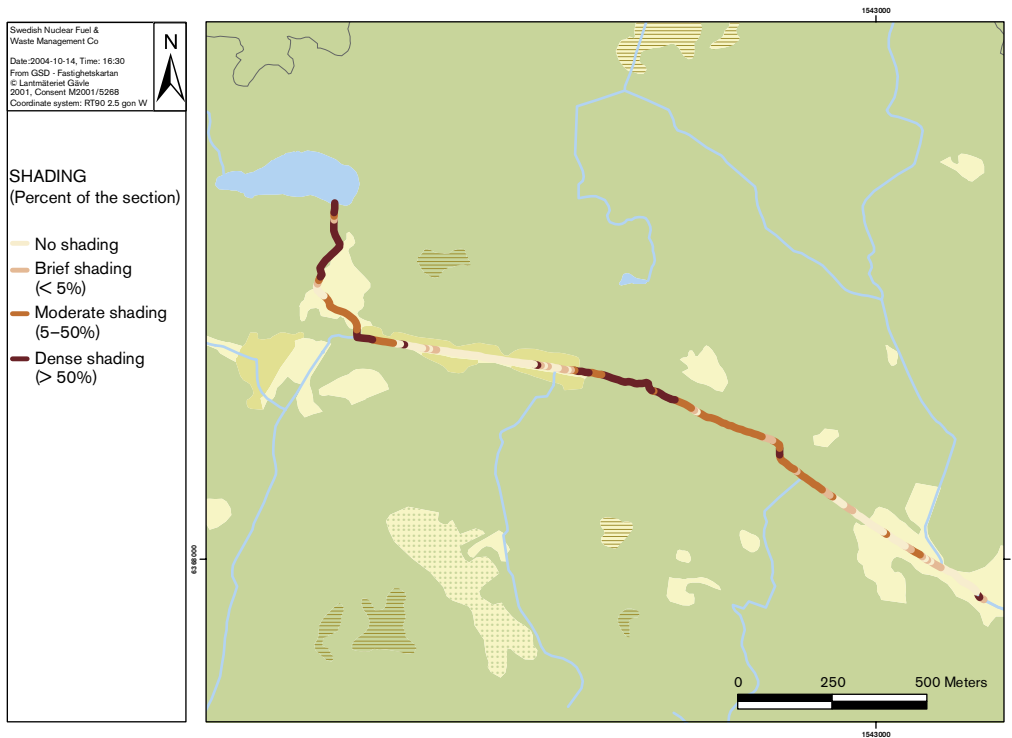 Swedish Nuclear Fuel &
Waste Management Co
Date:2004-10-14, Time: 16:30
From GSD - Fastighetskartan
© Lantmäteriet Gävle
2001, Consent M2001/5268
Coordinate system: RT90 2.5 gon W
N
SHADING
(Percent of the section)
No shading
Brief shading
(< 5%)
Moderate shading
(5–50%)
Dense shading
(> 50%)
1543000
6368000
0 250 500 Meters
1543000